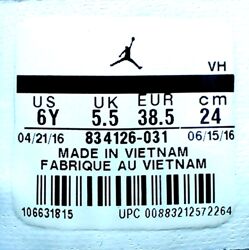 VH
US UK EUR cm
6Y 5.5 38.5 24
04/21/16 834126-031 06/15/16
MADE IN VIETNAM
FABRIQUE AU VIETNAM
106631815 UPC 00883212572264